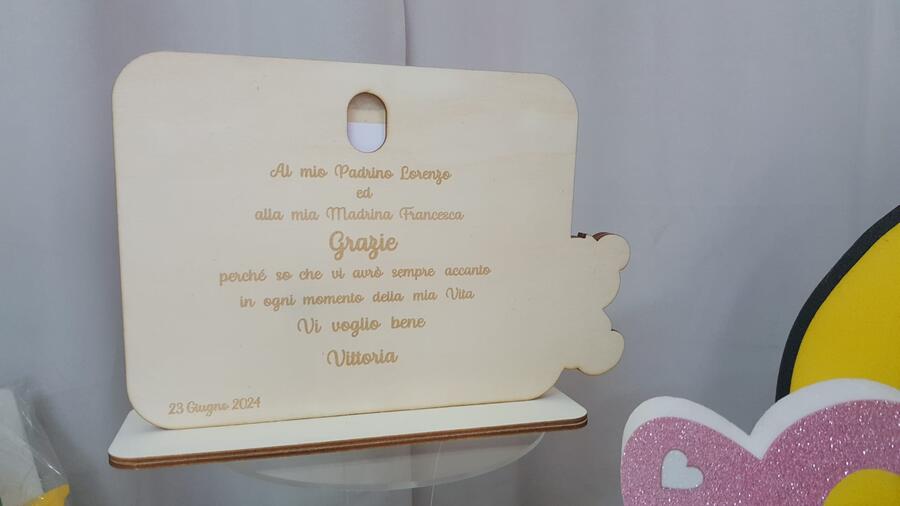 Al mio Padrino Lorenzo
ed
alla mia Madrina Francesca
Grazie
perché so che vi avrò sempre accanto
in ogni momento della mia Vita
Vi voglio bene
Vittoria
23 Giugno 2024